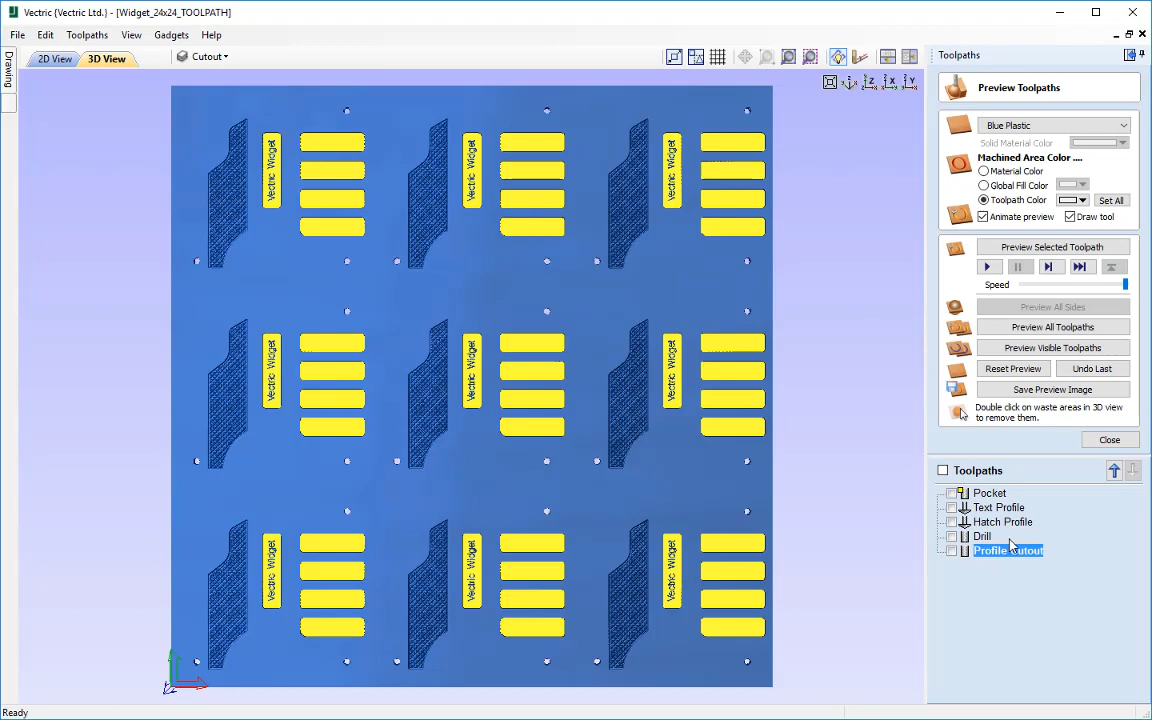 Vectric {Vectric Ltd.} - [Widget_24x24_TOOLPATH]
File Edit Toolpaths View Gadgets Help
Drawing
2D View 3D View Cutout
Z X Y
Vectric Widget Vectric Widget Vectric Widget
Vectric Widget Vectric Widget Vectric Widget
Vectric Widget Vectric Widget Vectric Widget
Toolpaths
Preview Toolpaths
Blue Plastic
Solid Material Color
Machined Area Color ....
Material Color
Global Fill Color
Toolpath Color Set All
Animate preview Draw tool
Preview Selected Toolpath
Speed
Preview All Sides
Preview All Toolpaths
Preview Visible Toolpaths
Reset Preview Undo Last
Save Preview Image
Double click on waste areas in 3D view
to remove them.
Close
Toolpaths
Pocket
Text Profile
Hatch Profile
Drill
Profile Cutout
Ready